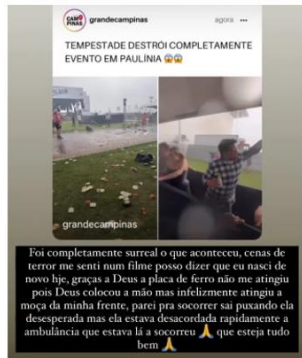 CAM
PINAS
grandecampinas
agora
TEMPESTADE DESTRÓI COMPLETAMENTE
EVENTO EM PAULÍNIA 😱😱
grandecampinas
Foi completamente surreal o que aconteceu, cenas de
terror me senti num filme posso dizer que eu nasci de
novo hje, graças a Deus a placa de ferro não me atingiu
pois Deus colocou a mão mas infelizmente atingiu a
moça da minha frente, parei pra socorrer sai puxando ela
desesperada mas ela estava desacordada rapidamente a
ambulância que estava lá a socorreu 🙏 que esteja tudo
bem 🙏